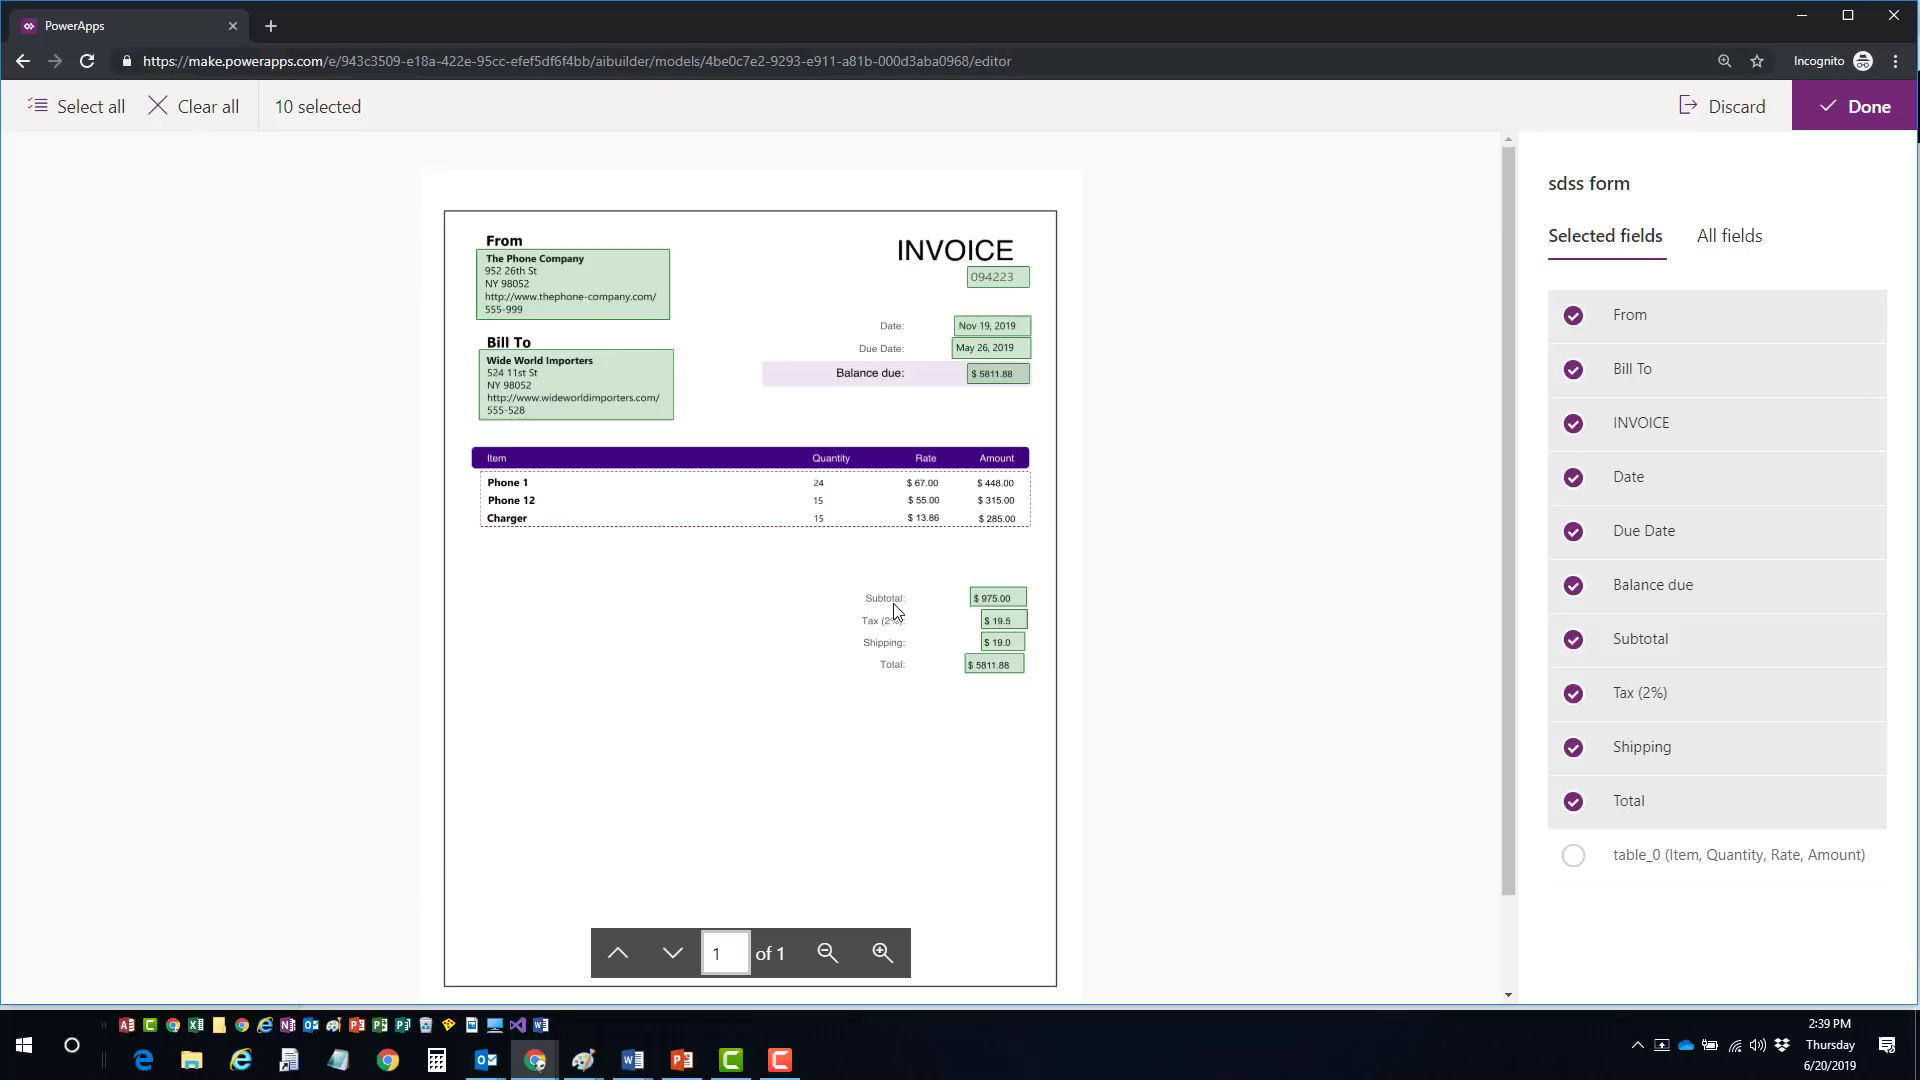 PowerApps
https://make.powerapps.com/e/943c3509-e18a-422e-95cc-efef5df6f4bb/aibuilder/models/4be0c7e2-9293-e911-a81b-000d3aba0968/editor
Incognito
Select all
Clear all
10 selected
Discard
Done
From
The Phone Company
952 26th St
NY 98052
http://www.thephone-company.com/
555-999
INVOICE
094223
Date: Nov 19, 2019
Due Date: May 26, 2019
Balance due: $ 5811.88
Bill To
Wide World Importers
524 11st St
NY 98052
http://www.wideworldimporters.com/
555-528
Item Quantity Rate Amount
Phone 1 24 $ 67.00 $ 448.00
Phone 12 15 $ 55.00 $ 315.00
Charger 15 $ 13.86 $ 285.00
Subtotal: $ 975.00
Tax (2%): $ 19.5
Shipping: $ 19.0
Total: $ 5811.88
1 of 1
sdss form
Selected fields
All fields
From
Bill To
INVOICE
Date
Due Date
Balance due
Subtotal
Tax (2%)
Shipping
Total
table_0 (Item, Quantity, Rate, Amount)
2:39 PM
Thursday
6/20/2019